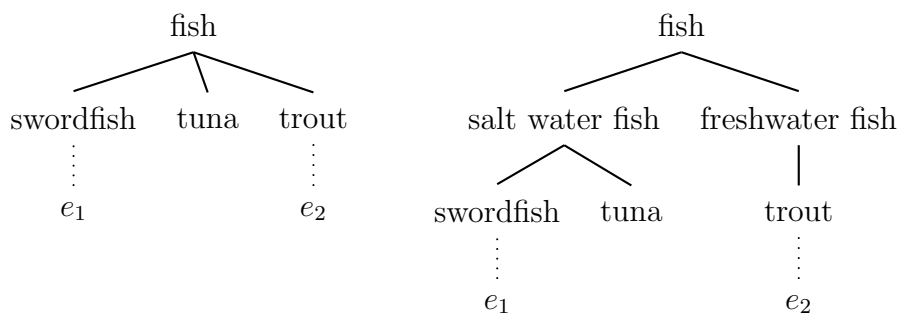 fish fish
swordfish tuna trout salt water fish freshwater fish
e1 e2 swordfish tuna trout
e1 e2